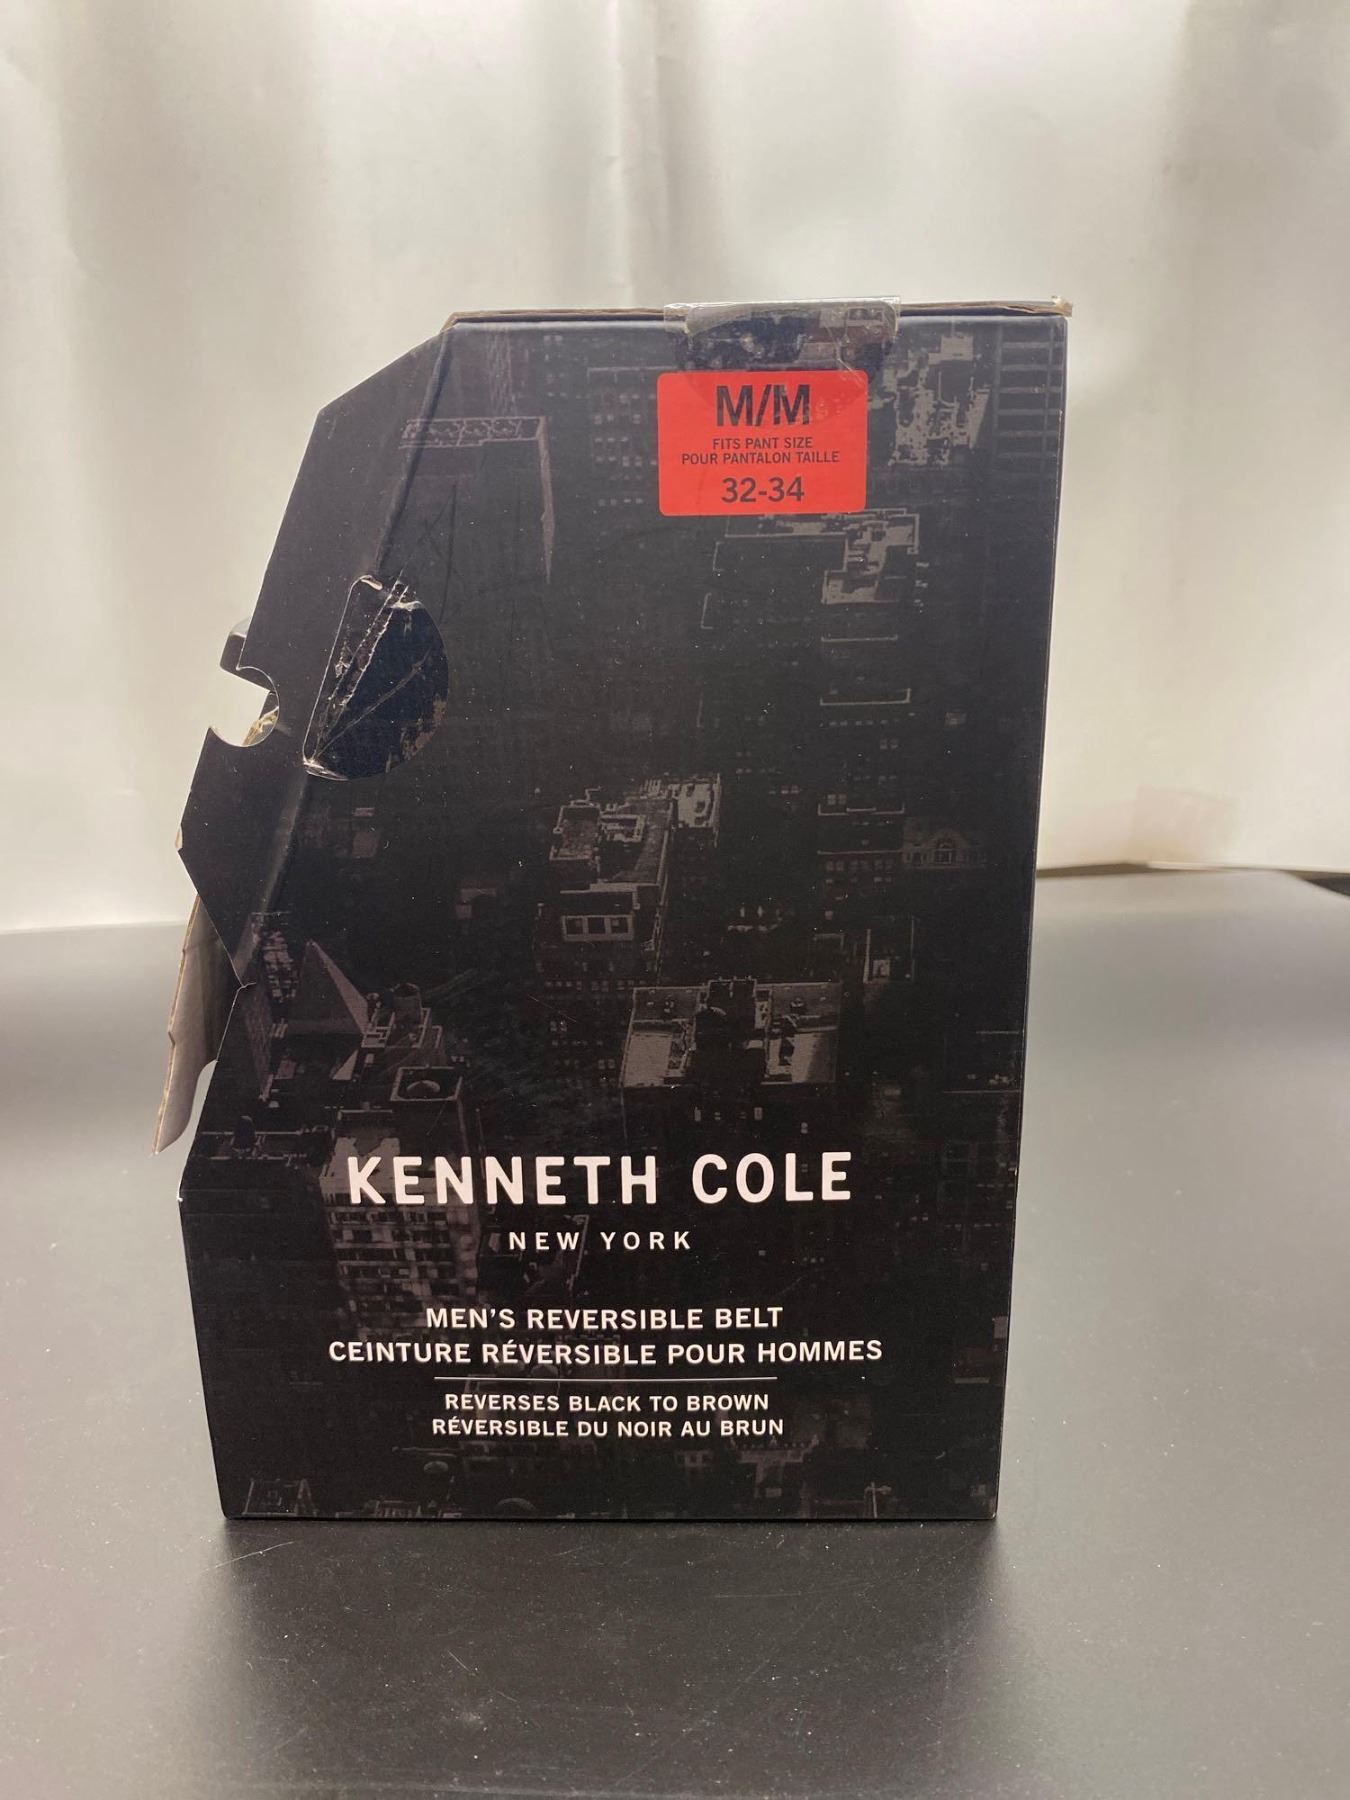 M/M
FITS PANT SIZE
POUR PANTALON TAILLE
32-34
KENNETH COLE
NEW YORK
MEN'S REVERSIBLE BELT
CEINTURE RÉVERSIBLE POUR HOMMES
REVERSES BLACK TO BROWN
RÉVERSIBLE DU NOIR AU BRUN